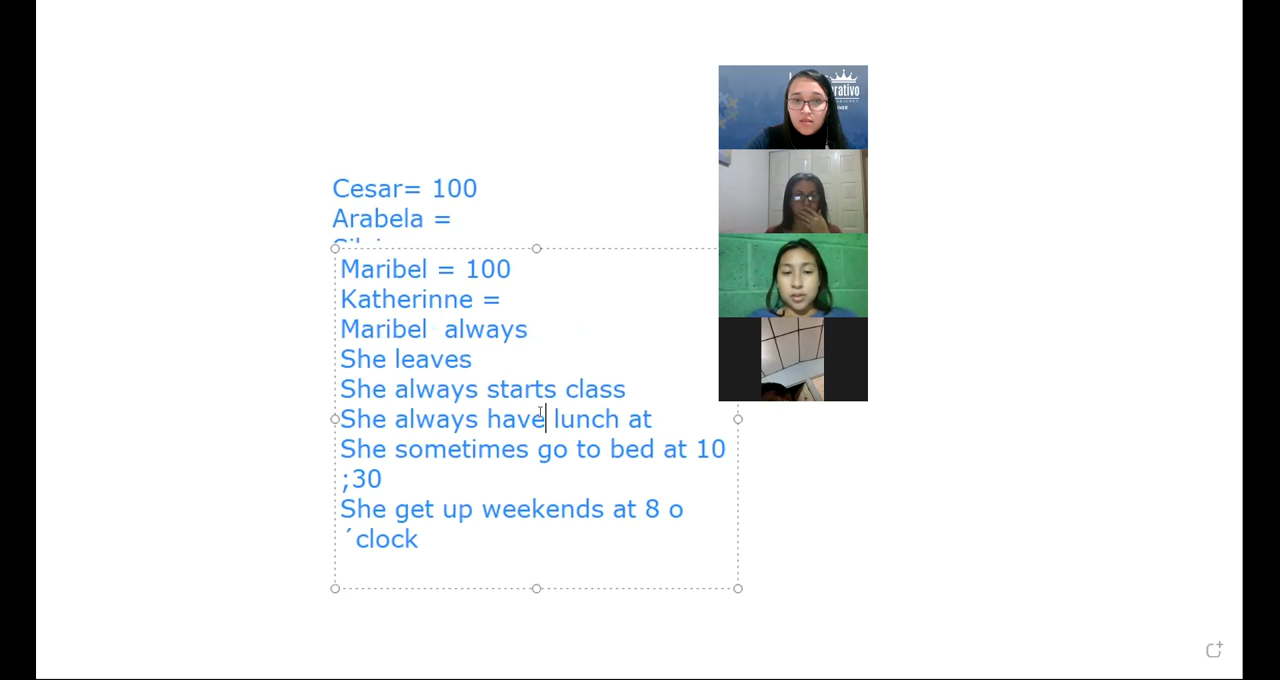 Cesar= 100
Arabela =
Maribel = 100
Katherinne =
Maribel  always
She leaves
She always starts class
She always have lunch at
She sometimes go to bed at 10
;30
She get up weekends at 8 o
´clock